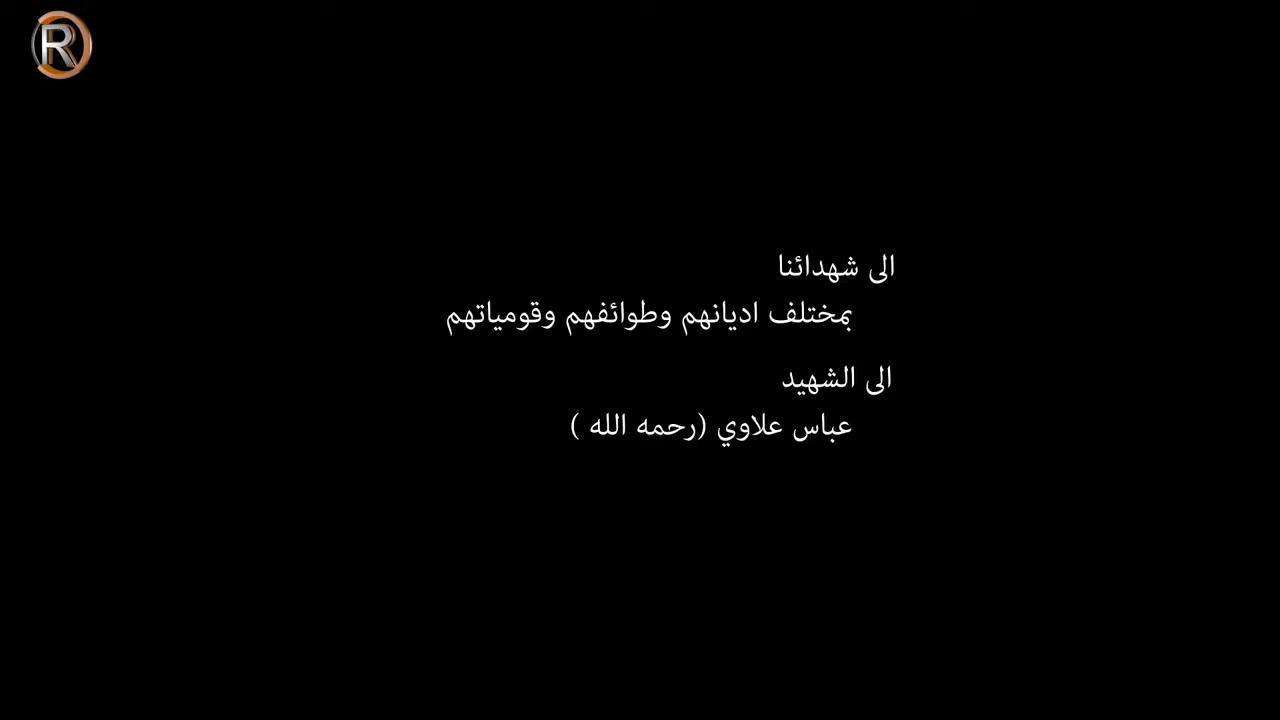 R
الى شهدائنا
بمختلف اديانهم وطوائفهم وقومياتهم
الى الشهيد
عباس علاوي (رحمه الله )